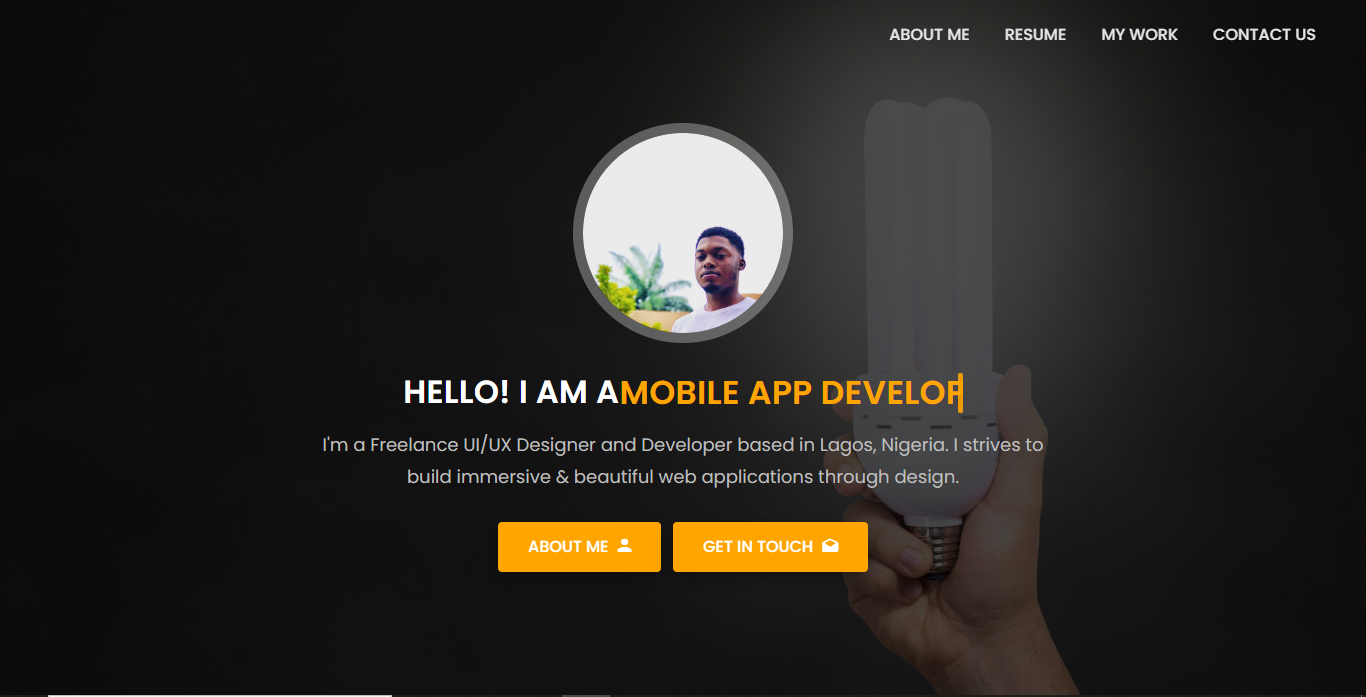 ABOUT ME RESUME MY WORK CONTACT US
HELLO! I AM AMOBILE APP DEVELOP
I'm a Freelance UI/UX Designer and Developer based in Lagos, Nigeria. I strives to
build immersive & beautiful web applications through design.
ABOUT ME GET IN TOUCH